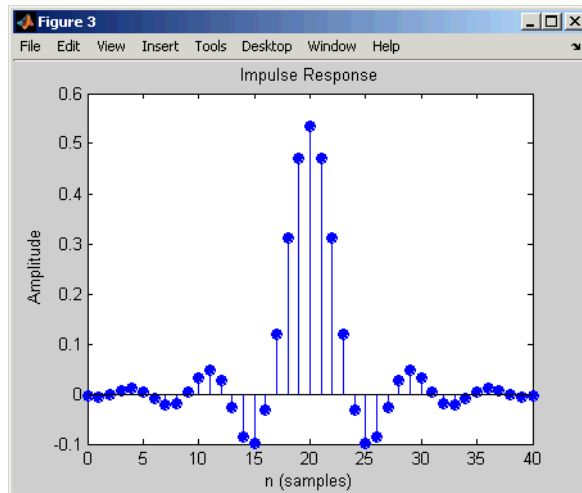 Figure 3
File Edit View Insert Tools Desktop Window Help
Impulse Response
0.6
0.5
0.4
0.3
0.2
0.1
0
-0.1
Amplitude
0 5 10 15 20 25 30 35 40
n (samples)